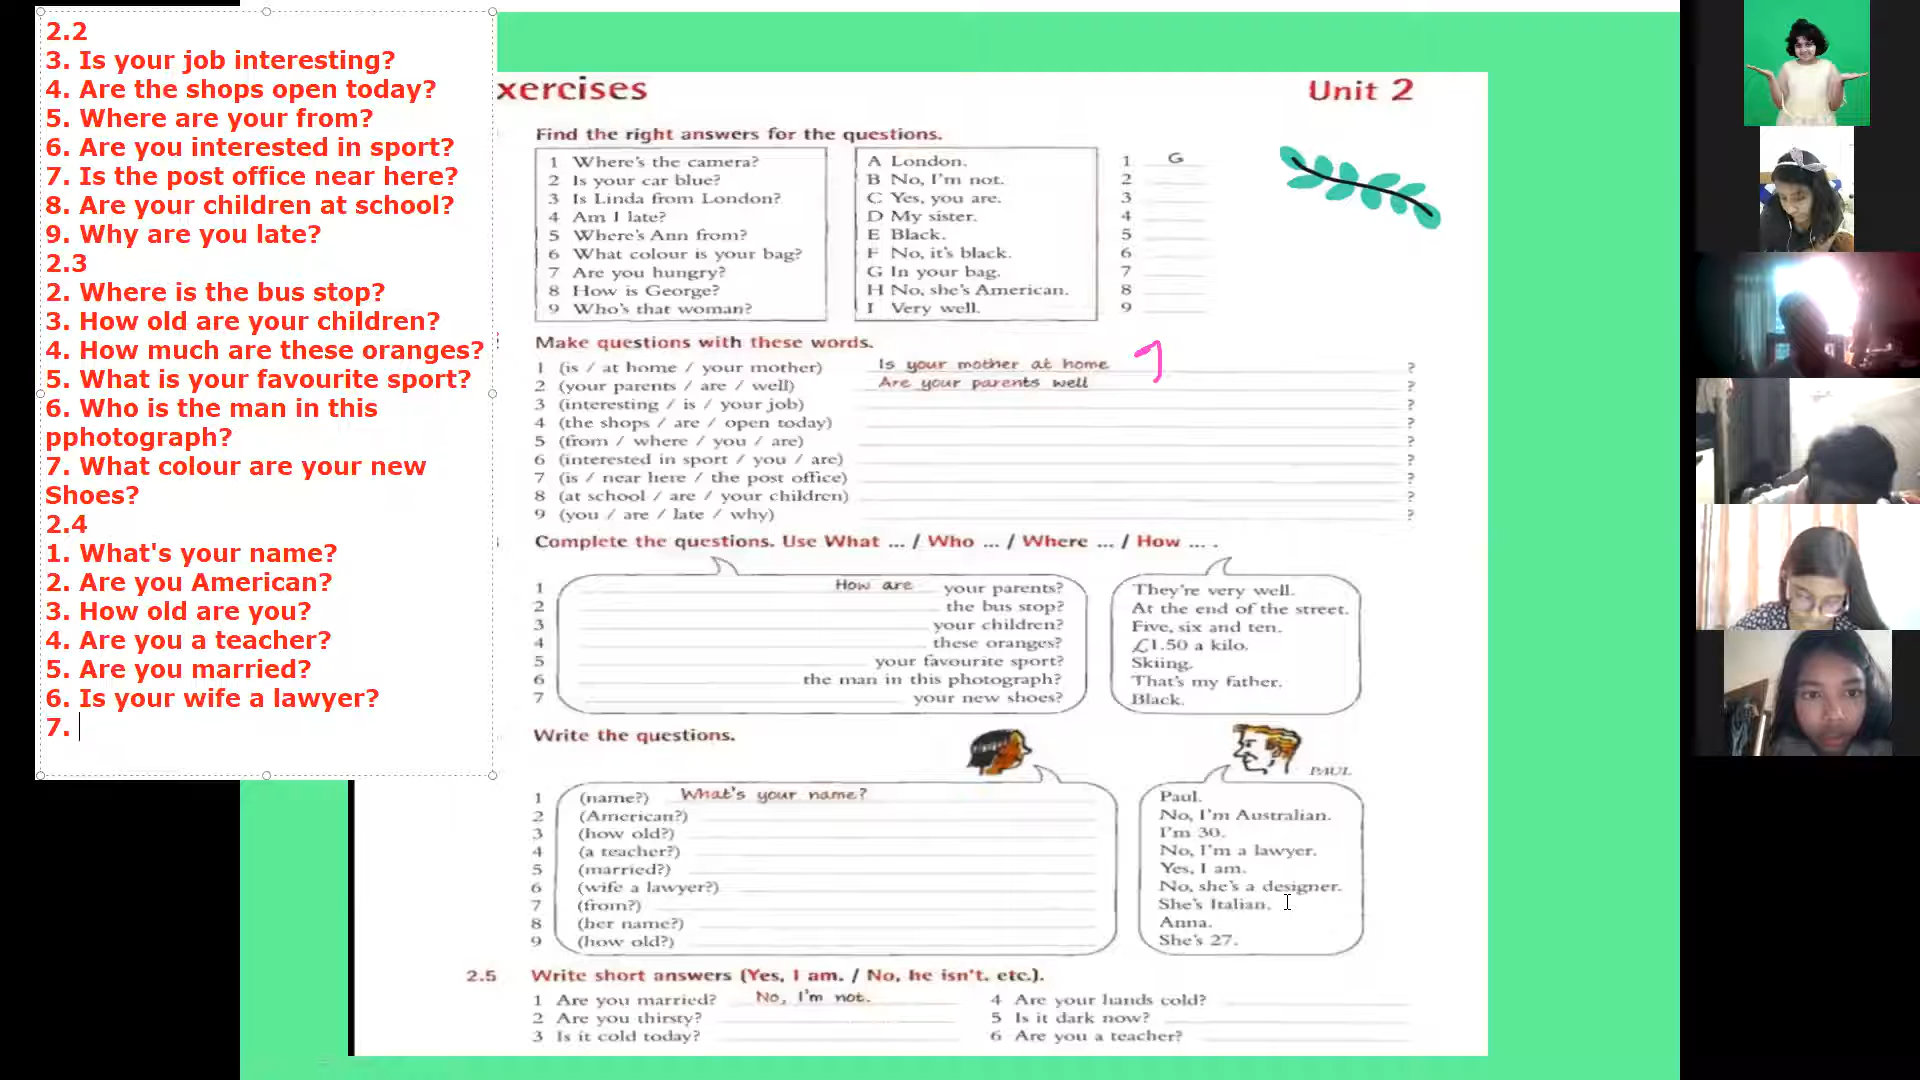 2.2
3. Is your job interesting?
4. Are the shops open today?
5. Where are your from?
6. Are you interested in sport?
7. Is the post office near here?
8. Are your children at school?
9. Why are you late?
2.3
2. Where is the bus stop?
3. How old are your children?
4. How much are these oranges?
5. What is your favourite sport?
6. Who is the man in this
pphotograph?
7. What colour are your new
Shoes?
2.4
1. What's your name?
2. Are you American?
3. How old are you?
4. Are you a teacher?
5. Are you married?
6. Is your wife a lawyer?
7.
xercises Unit 2
Find the right answers for the questions.
1 Where's the camera? A London. 1 G
2 Is your car blue? B No, I'm not. 2
3 Is Linda from London? C Yes, you are. 3
4 Am I late? D My sister. 4
5 Where's Ann from? E Black. 5
6 What colour is your bag? F No, it's black. 6
7 Are you hungry? G In your bag. 7
8 How is George? H No, she's American. 8
9 Who's that woman? I Very well. 9
Make questions with these words.
1 (is / at home / your mother) Is your mother at home ?
2 (your parents / are / well) Are your parents well ?
3 (interesting / is / your job) ?
4 (the shops / are / open today) ?
5 (from / where / you / are) ?
6 (interested in sport / you / are) ?
7 (is / near here / the post office) ?
8 (at school / are / your children) ?
9 (you / are / late / why) ?
Complete the questions. Use What ... / Who ... / Where ... / How ... .
1 How are your parents? They're very well.
2 the bus stop? At the end of the street.
3 your children? Five, six and ten.
4 these oranges? £1.50 a kilo.
5 your favourite sport? Skiing.
6 the man in this photograph? That's my father.
7 your new shoes? Black.
Write the questions.
PAUL
1 (name?) What's your name? Paul.
2 (American?) No, I'm Australian.
3 (how old?) I'm 30.
4 (a teacher?) No, I'm a lawyer.
5 (married?) Yes, I am.
6 (wife a lawyer?) No, she's a designer.
7 (from?) She's Italian.
8 (her name?) Anna.
9 (how old?) She's 27.
2.5 Write short answers (Yes, I am. / No, he isn't. etc.).
1 Are you married? No, I'm not. 4 Are your hands cold?
2 Are you thirsty? 5 Is it dark now?
3 Is it cold today? 6 Are you a teacher?